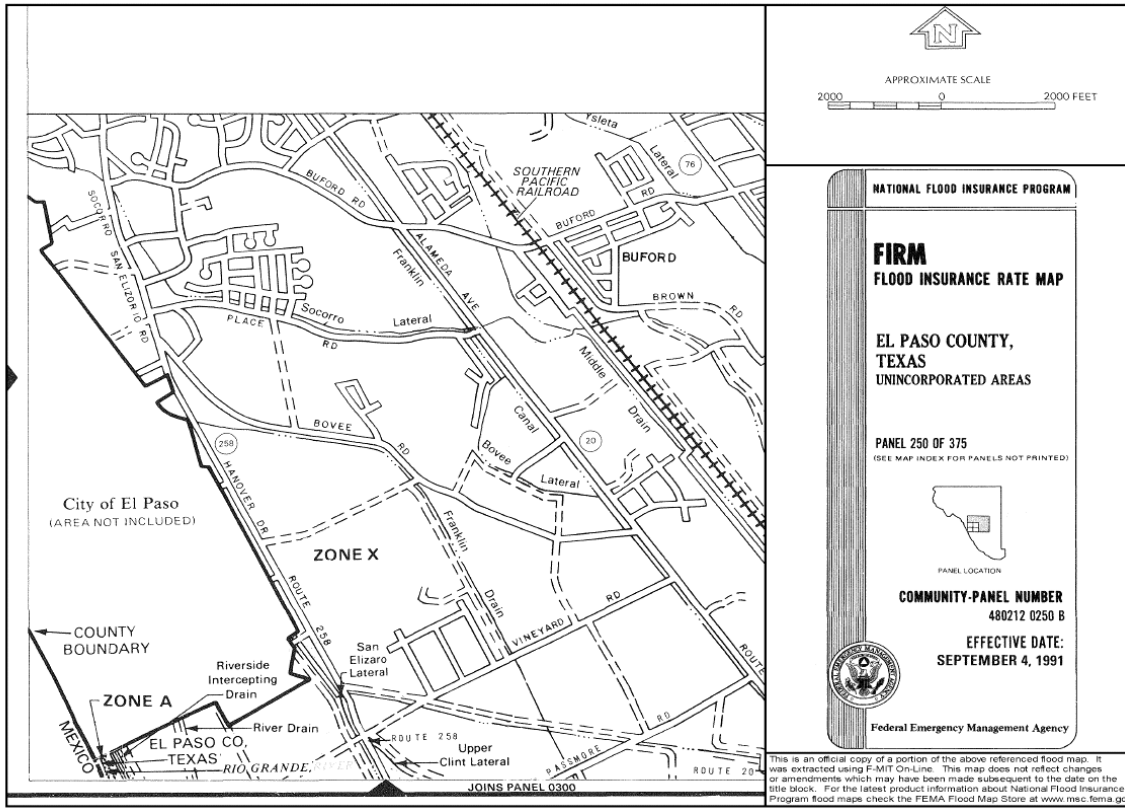 N
APPROXIMATE SCALE
2000 0 2000 FEET
NATIONAL FLOOD INSURANCE PROGRAM
FIRM
FLOOD INSURANCE RATE MAP
EL PASO COUNTY,
TEXAS
UNINCORPORATED AREAS
PANEL 250 OF 375
(SEE MAP INDEX FOR PANELS NOT PRINTED)
PANEL LOCATION
COMMUNITY-PANEL NUMBER
480212 0250 B
EFFECTIVE DATE:
SEPTEMBER 4, 1991
FEDERAL EMERGENCY MANAGEMENT AGENCY
Federal Emergency Management Agency
This is an official copy of a portion of the above referenced flood map. It
was extracted using F-MIT On-Line. This map does not reflect changes
or amendments which may have been made subsequent to the date on the
title block. For the latest product information about National Flood Insurance
Program flood maps check the FEMA Flood Map Store at www.msc.fema.go
Ysleta
Lateral
76
SOUTHERN
PACIFIC
RAILROAD
BUFORD RD
BUFORD RD
BUFORD
SOCORRO
SAN ELIZORIO RD
ALAMEDA AVE
Franklin
Canal
BROWN RD
Socorro Lateral
PLACE RD
Middle Drain
BOVEE RD
258
20
Bovee
Lateral
HANOVER DR
City of El Paso
(AREA NOT INCLUDED)
Franklin Drain
ZONE X
ROUTE 258
VINEYARD RD
ROUTE
COUNTY
BOUNDARY
San
Elizaro
Lateral
Riverside
Intercepting
Drain
ZONE A
River Drain
MEXICO
EL PASO CO,
TEXAS
RIO GRANDE RIVER
ROUTE 258
Upper
Clint Lateral
PASSMORE RD
ROUTE 20
JOINS PANEL 0300